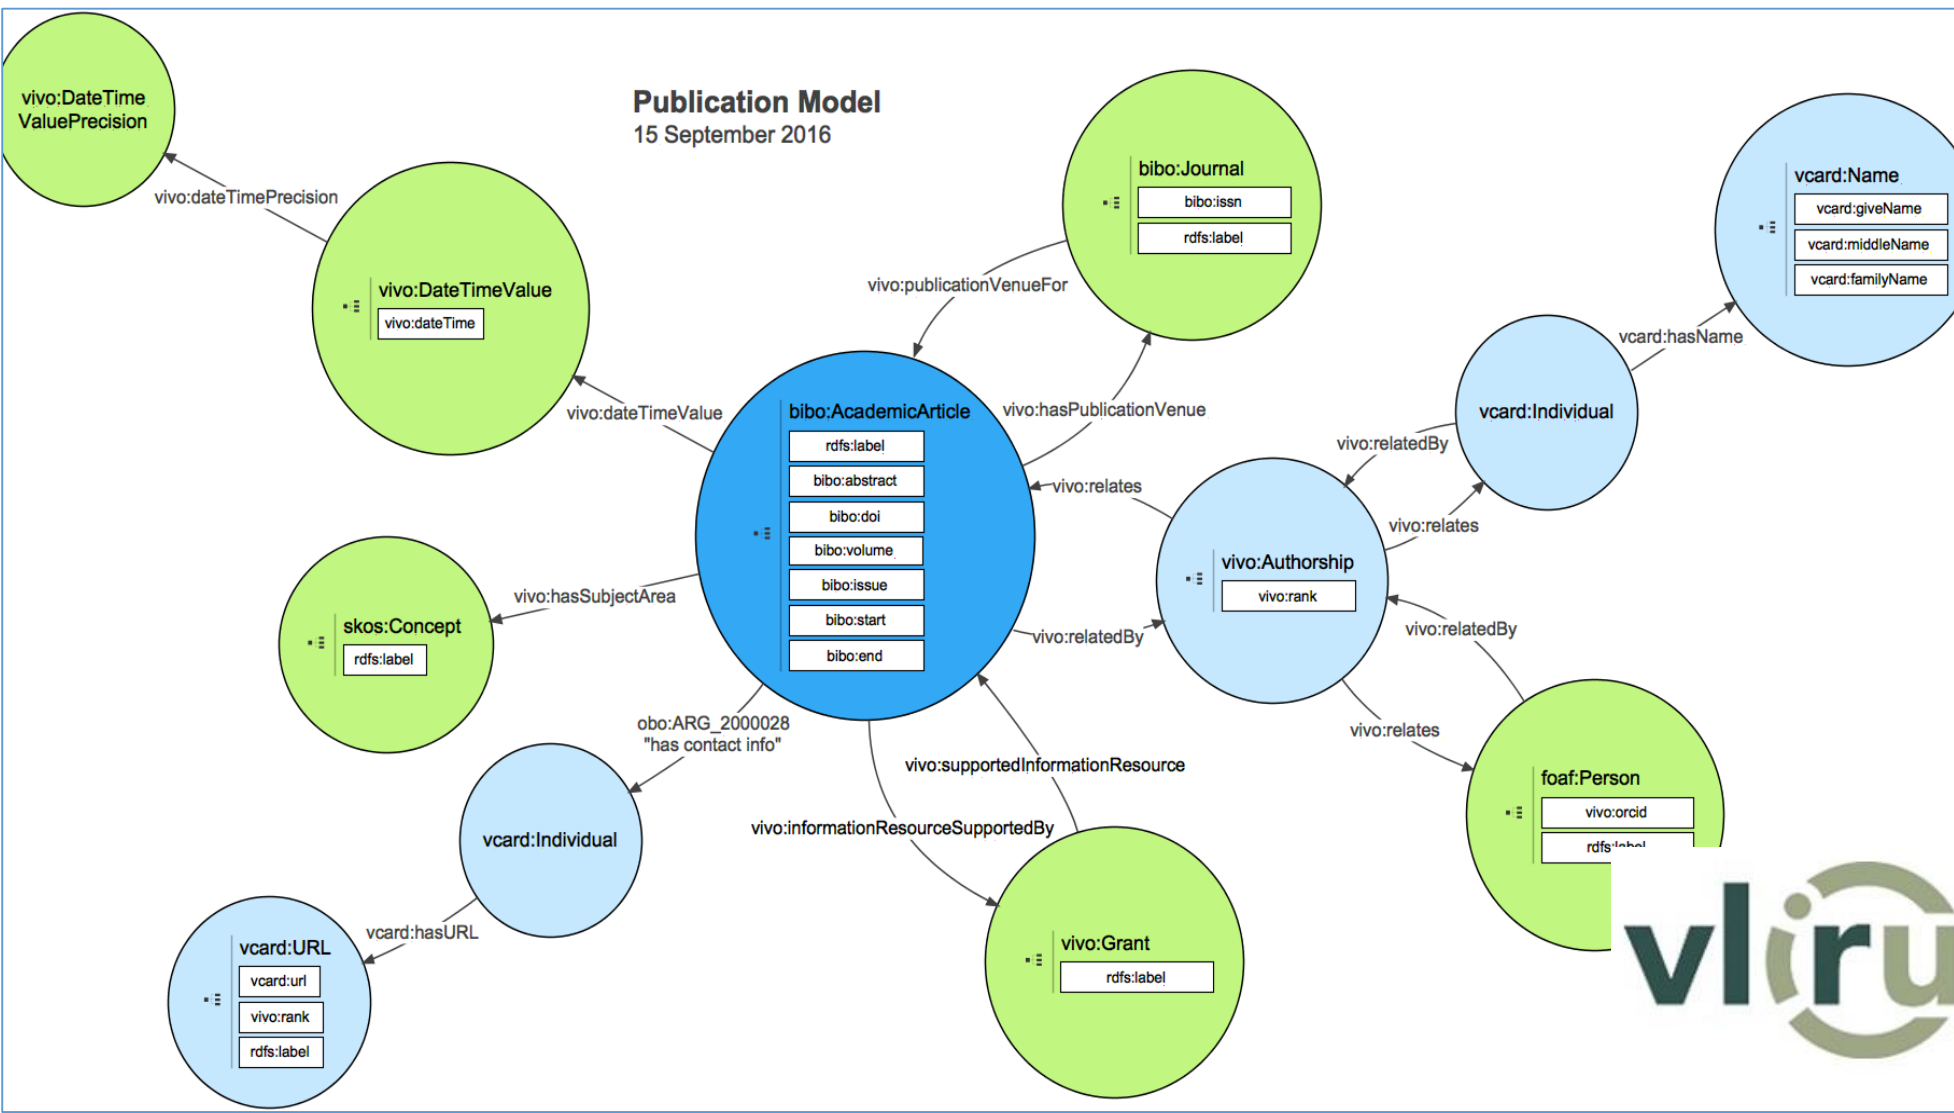 Publication Model
15 September 2016
vivo:DateTime
ValuePrecision
vivo:dateTimePrecision
vivo:DateTimeValue
vivo:dateTime
vivo:dateTimeValue
bibo:Journal
bibo:issn
rdfs:label
vivo:publicationVenueFor
vivo:hasPublicationVenue
vcard:Name
vcard:giveName
vcard:middleName
vcard:familyName
vcard:hasName
vcard:Individual
vivo:relatedBy
vivo:relates
bibo:AcademicArticle
rdfs:label
bibo:abstract
bibo:doi
bibo:volume
bibo:issue
bibo:start
bibo:end
vivo:relates
vivo:relatedBy
vivo:Authorship
vivo:rank
vivo:relatedBy
vivo:relates
foaf:Person
vivo:orcid
rdfs:label
vivo:hasSubjectArea
skos:Concept
rdfs:label
obo:ARG_2000028
"has contact info"
vcard:Individual
vcard:hasURL
vcard:URL
vcard:url
vivo:rank
rdfs:label
vivo:supportedInformationResource
vivo:informationResourceSupportedBy
vivo:Grant
rdfs:label
vliru